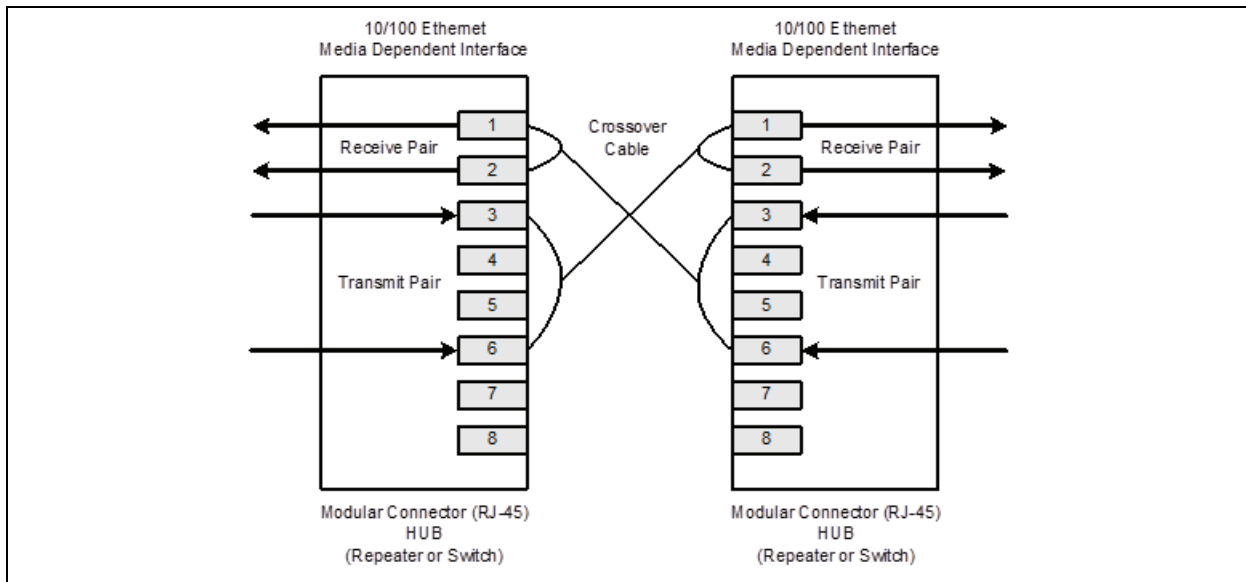 10/100 Ethernet
Media Dependent Interface
10/100 Ethernet
Media Dependent Interface
1
Crossover
Cable
1
Receive Pair
Receive Pair
2
2
3
3
4
4
Transmit Pair
Transmit Pair
5
5
6
6
7
7
8
8
Modular Connector (RJ-45)
HUB
(Repeater or Switch)
Modular Connector (RJ-45)
HUB
(Repeater or Switch)